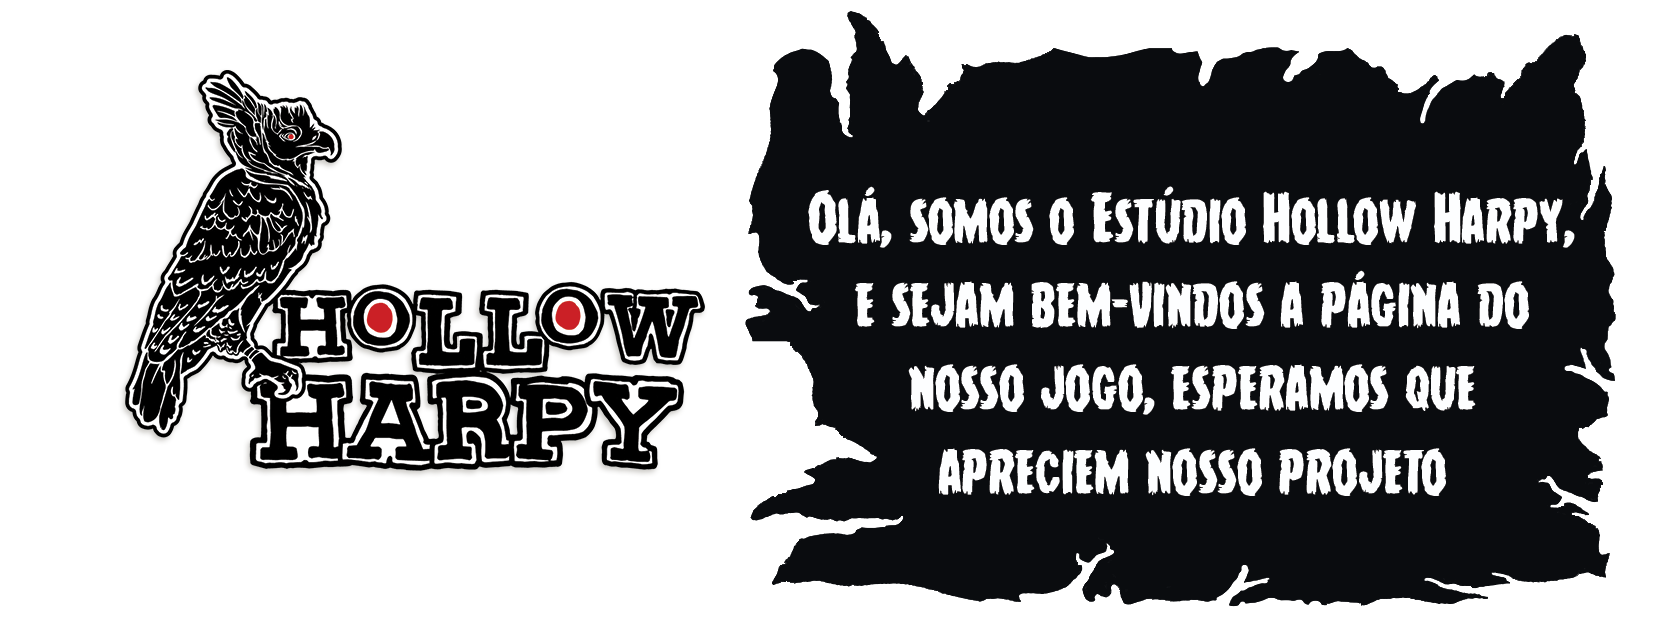 HOLLOW
HARPY
Olá, somos o Estúdio Hollow Harpy,
e sejam bem-vindos a página do
nosso jogo, esperamos que
apreciem nosso projeto